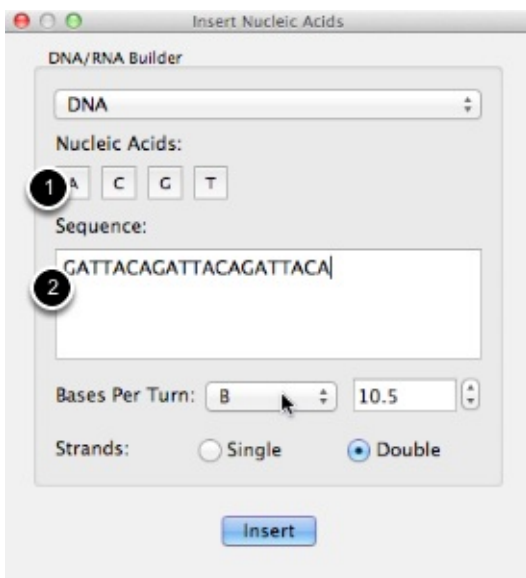 Insert Nucleic Acids
DNA/RNA Builder
DNA
Nucleic Acids:
1 A C G T
Sequence:
GATTACAGATTACAGATTACA
2
Bases Per Turn: B 10.5
Strands: Single Double
Insert